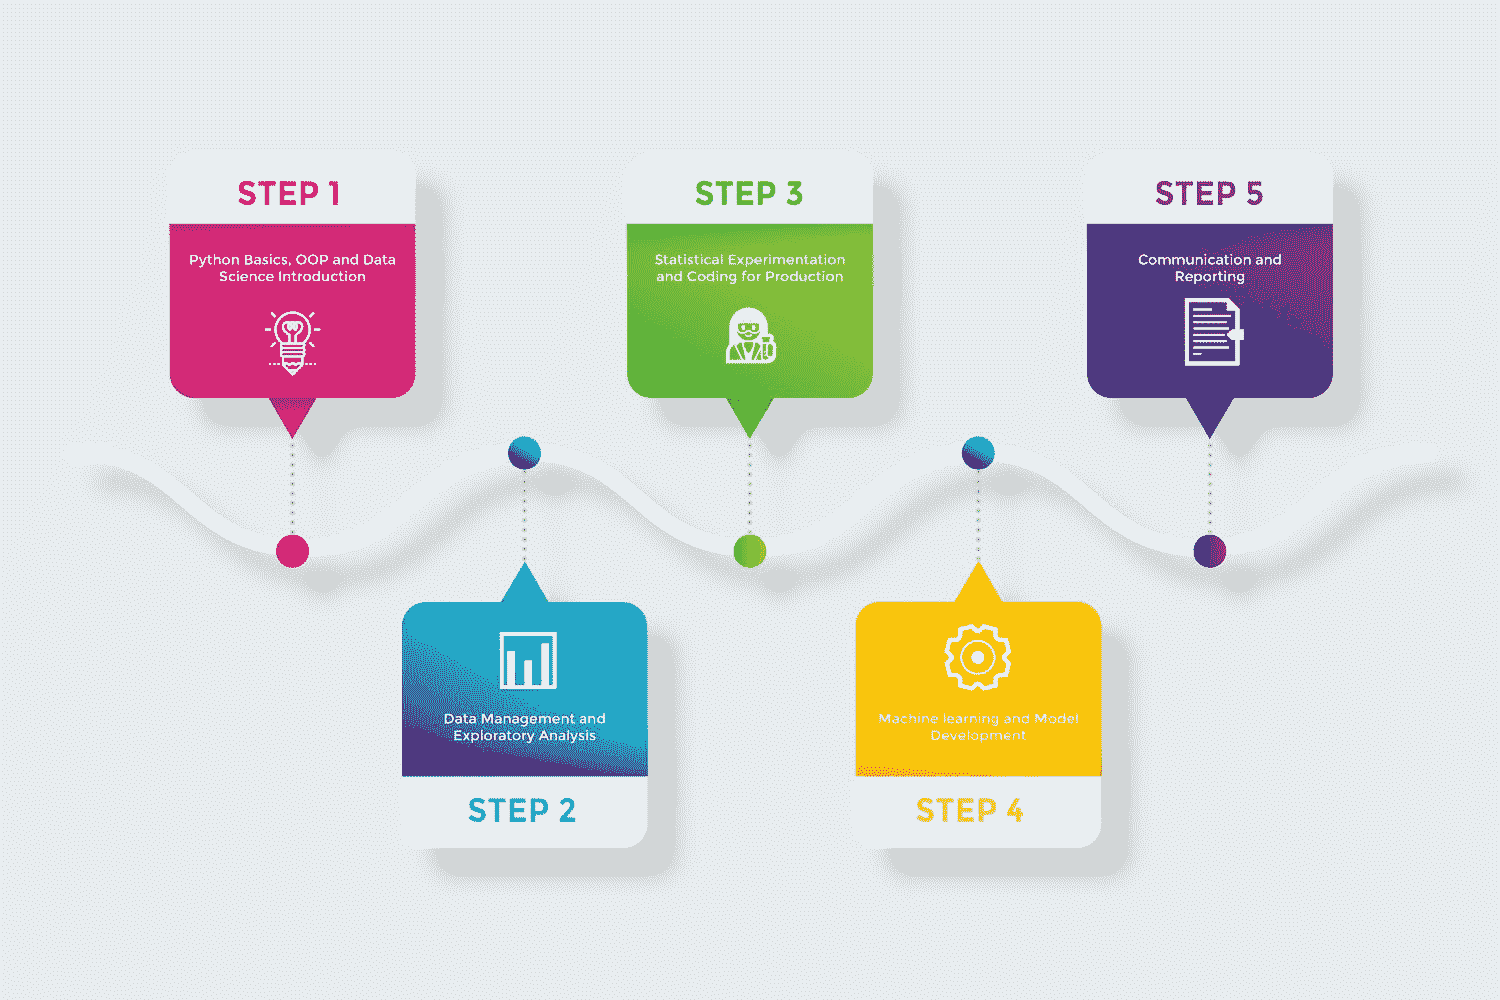 STEP 1
Python Basics, OOP and Data
Science Introduction
Data Management and
Exploratory Analysis
STEP 2
STEP 3
Statistical Experimentation
and Coding for Production
Machine learning and Model
Development
STEP 4
STEP 5
Communication and
Reporting